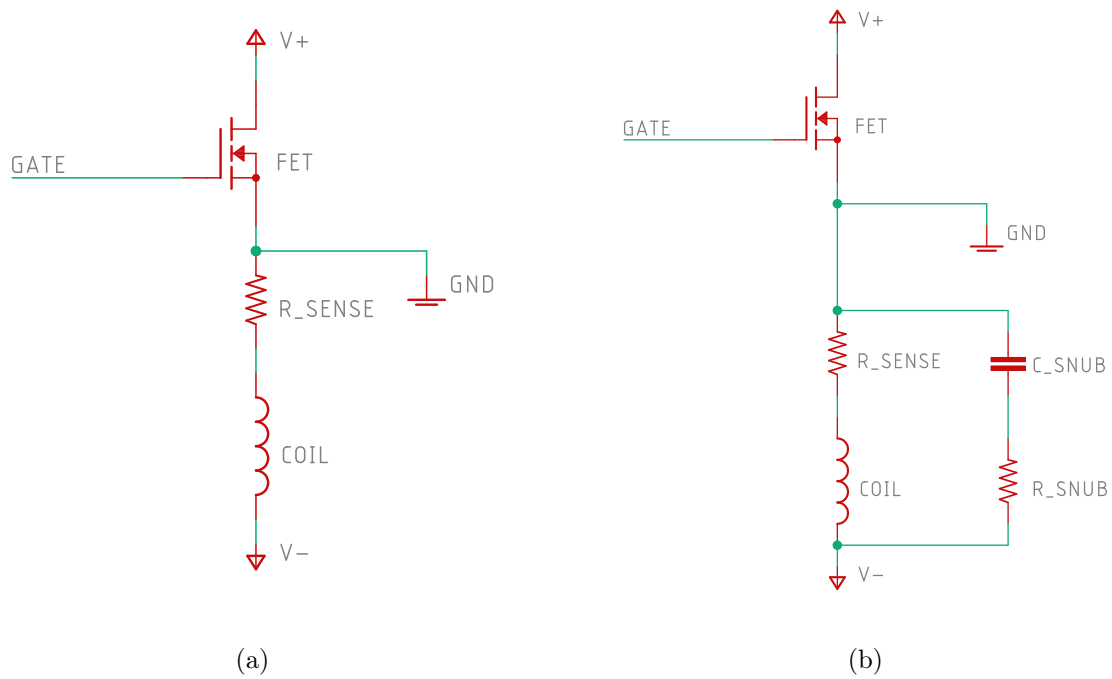 V+
GATE
FET
GND
R_SENSE
COIL
V-
(a)
V+
GATE
FET
GND
R_SENSE
C_SNUB
COIL
R_SNUB
V-
(b)